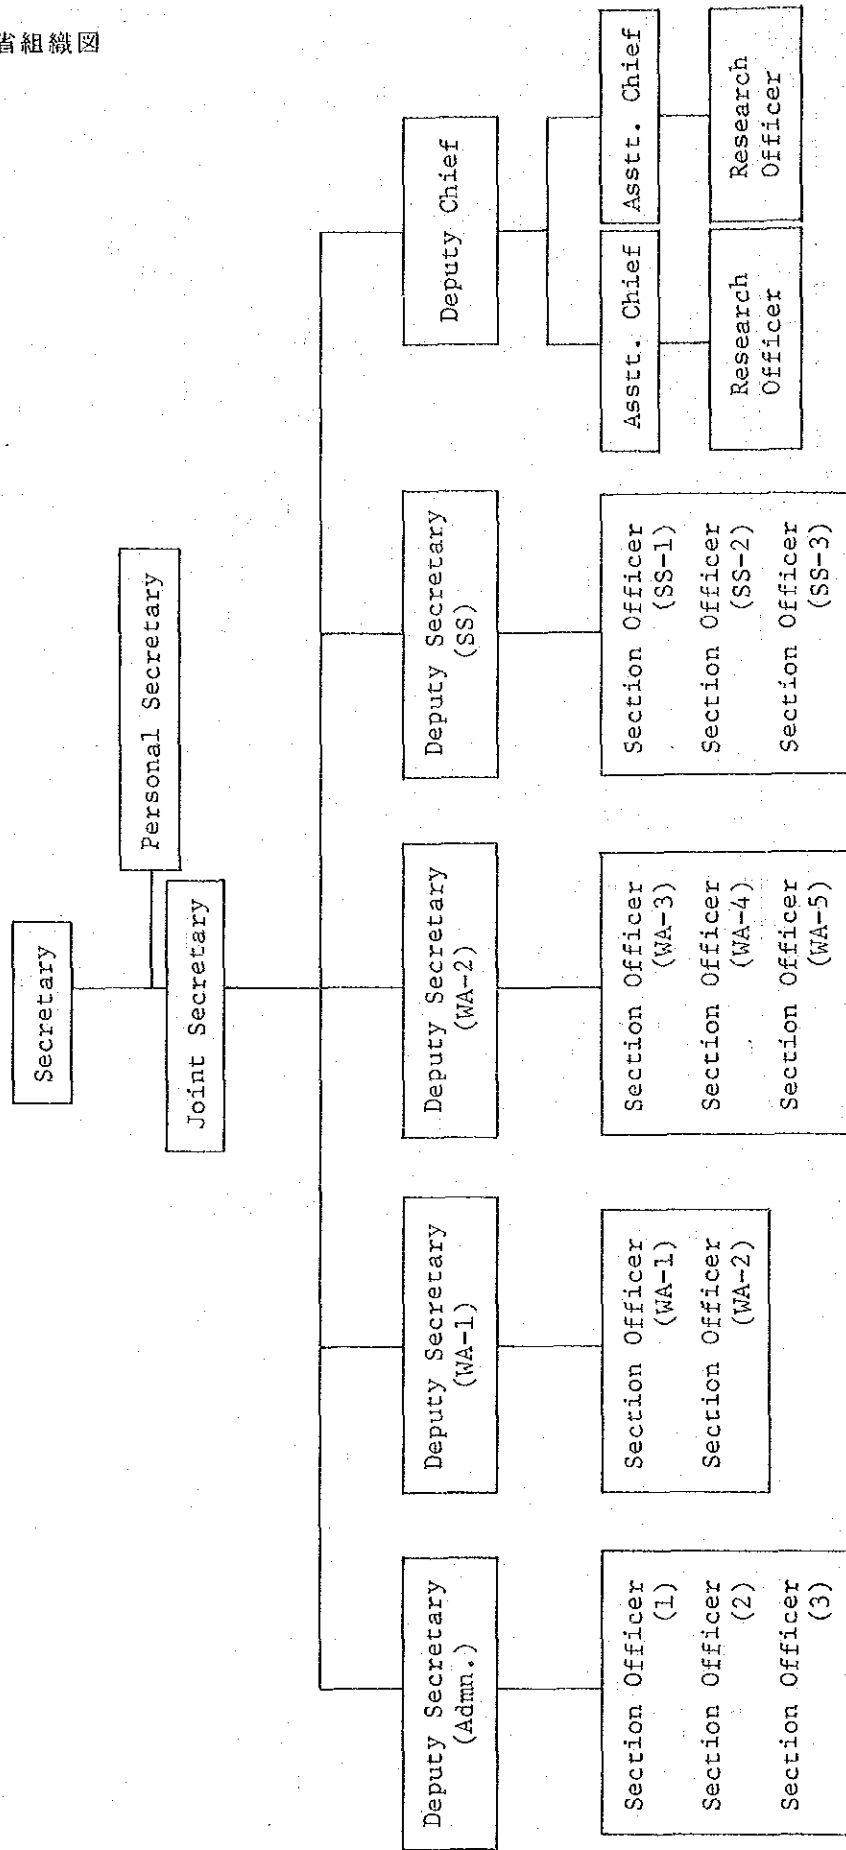 省組織図
Secretary
Personal Secretary
Joint Secretary
Deputy Secretary
(Admn.)
Deputy Secretary
(WA-1)
Deputy Secretary
(WA-2)
Deputy Secretary
(SS)
Deputy Chief
Section Officer
(1)
Section Officer
(2)
Section Officer
(3)
Section Officer
(WA-1)
Section Officer
(WA-2)
Section Officer
(WA-3)
Section Officer
(WA-4)
Section Officer
(WA-5)
Section Officer
(SS-1)
Section Officer
(SS-2)
Section Officer
(SS-3)
Asstt. Chief
Asstt. Chief
Research
Officer
Research
Officer